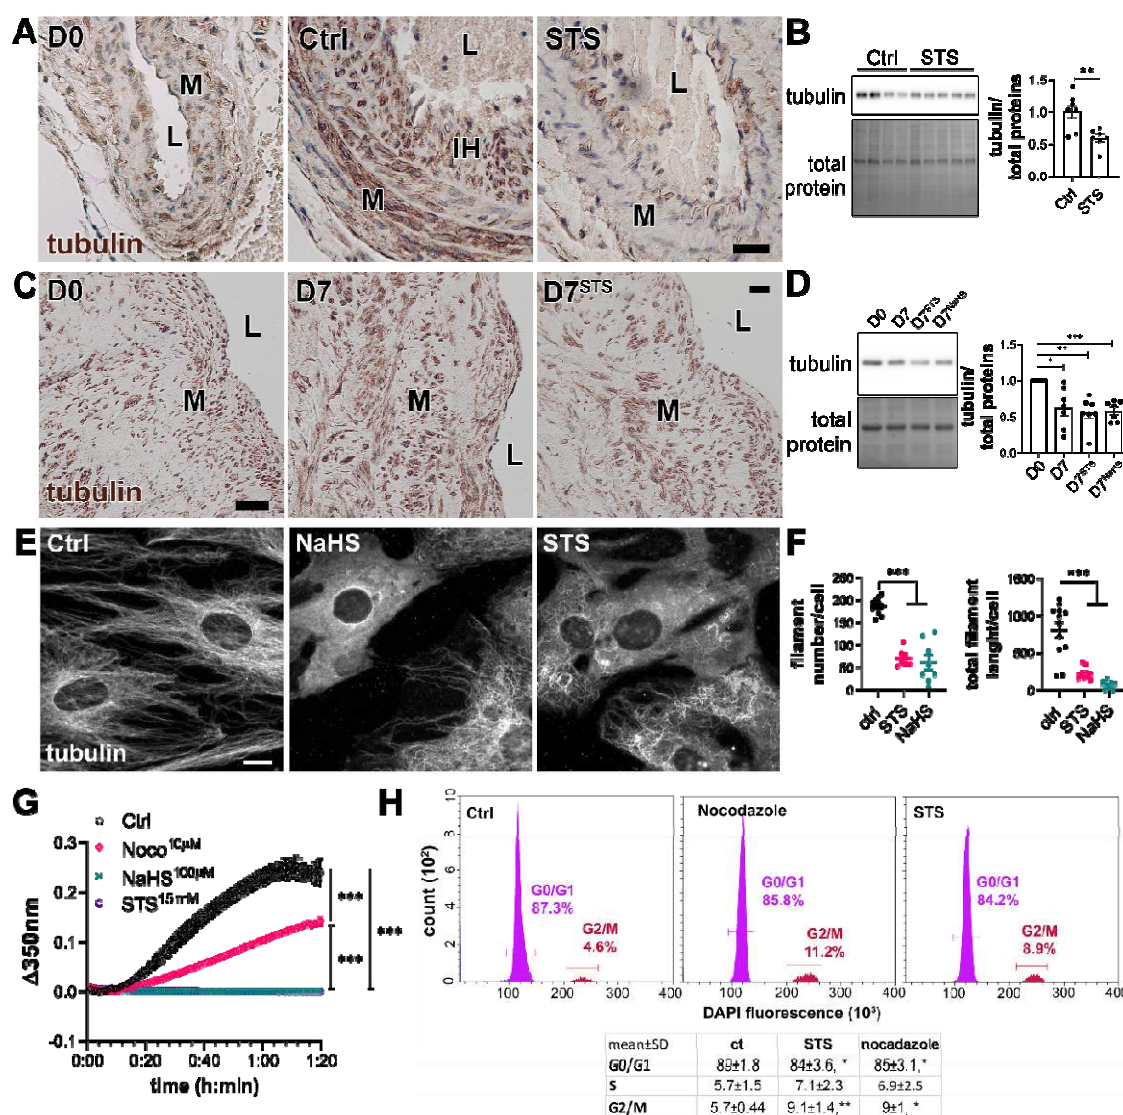 A
D0
M
L
tubulin
Ctrl
L
IH
M
STS
L
M
B
Ctrl
STS
tubulin
total
protein
tubulin/
total proteins
1.5
1.0
0.5
0.0
**
Ctrl
STS
C
D0
L
M
tubulin
D7
M
L
D7STS
L
M
D
D0
D7
D7STS
D7NaHS
tubulin
total
protein
tubulin/
total proteins
1.5
1.0
0.5
0.0
***
**
*
D0
D7
D7STS
D7NaHS
E
Ctrl
tubulin
NaHS
STS
F
filament
number/cell
250
200
150
100
50
0
***
ctrl
STS
NaHS
total filament
lenght/cell
1500
1000
500
0
***
ctrl
STS
NaHS
G
Ctrl
Noco10µM
NaHS100µM
STS15mM
Δ350nm
0.3
0.2
0.1
0.0
-0.1
0:00
0:20
0:40
1:00
1:20
time (h:min)
***
***
***
H
count (10²)
10
8
6
4
2
0
Ctrl
G0/G1
87.3%
G2/M
4.6%
Nocodazole
G0/G1
85.8%
G2/M
11.2%
STS
G0/G1
84.2%
G2/M
8.9%
100 200 300 400
100 200 300 400
100 200 300 400
DAPI fluorescence (10³)
mean±SD ct STS nocadazole
G0/G1 89±1.8 84±3.6, * 85±3.1, *
S 5.7±1.5 7.1±2.3 6.9±2.5
G2/M 5.7±0.44 9.1±1.4, ** 9±1, *